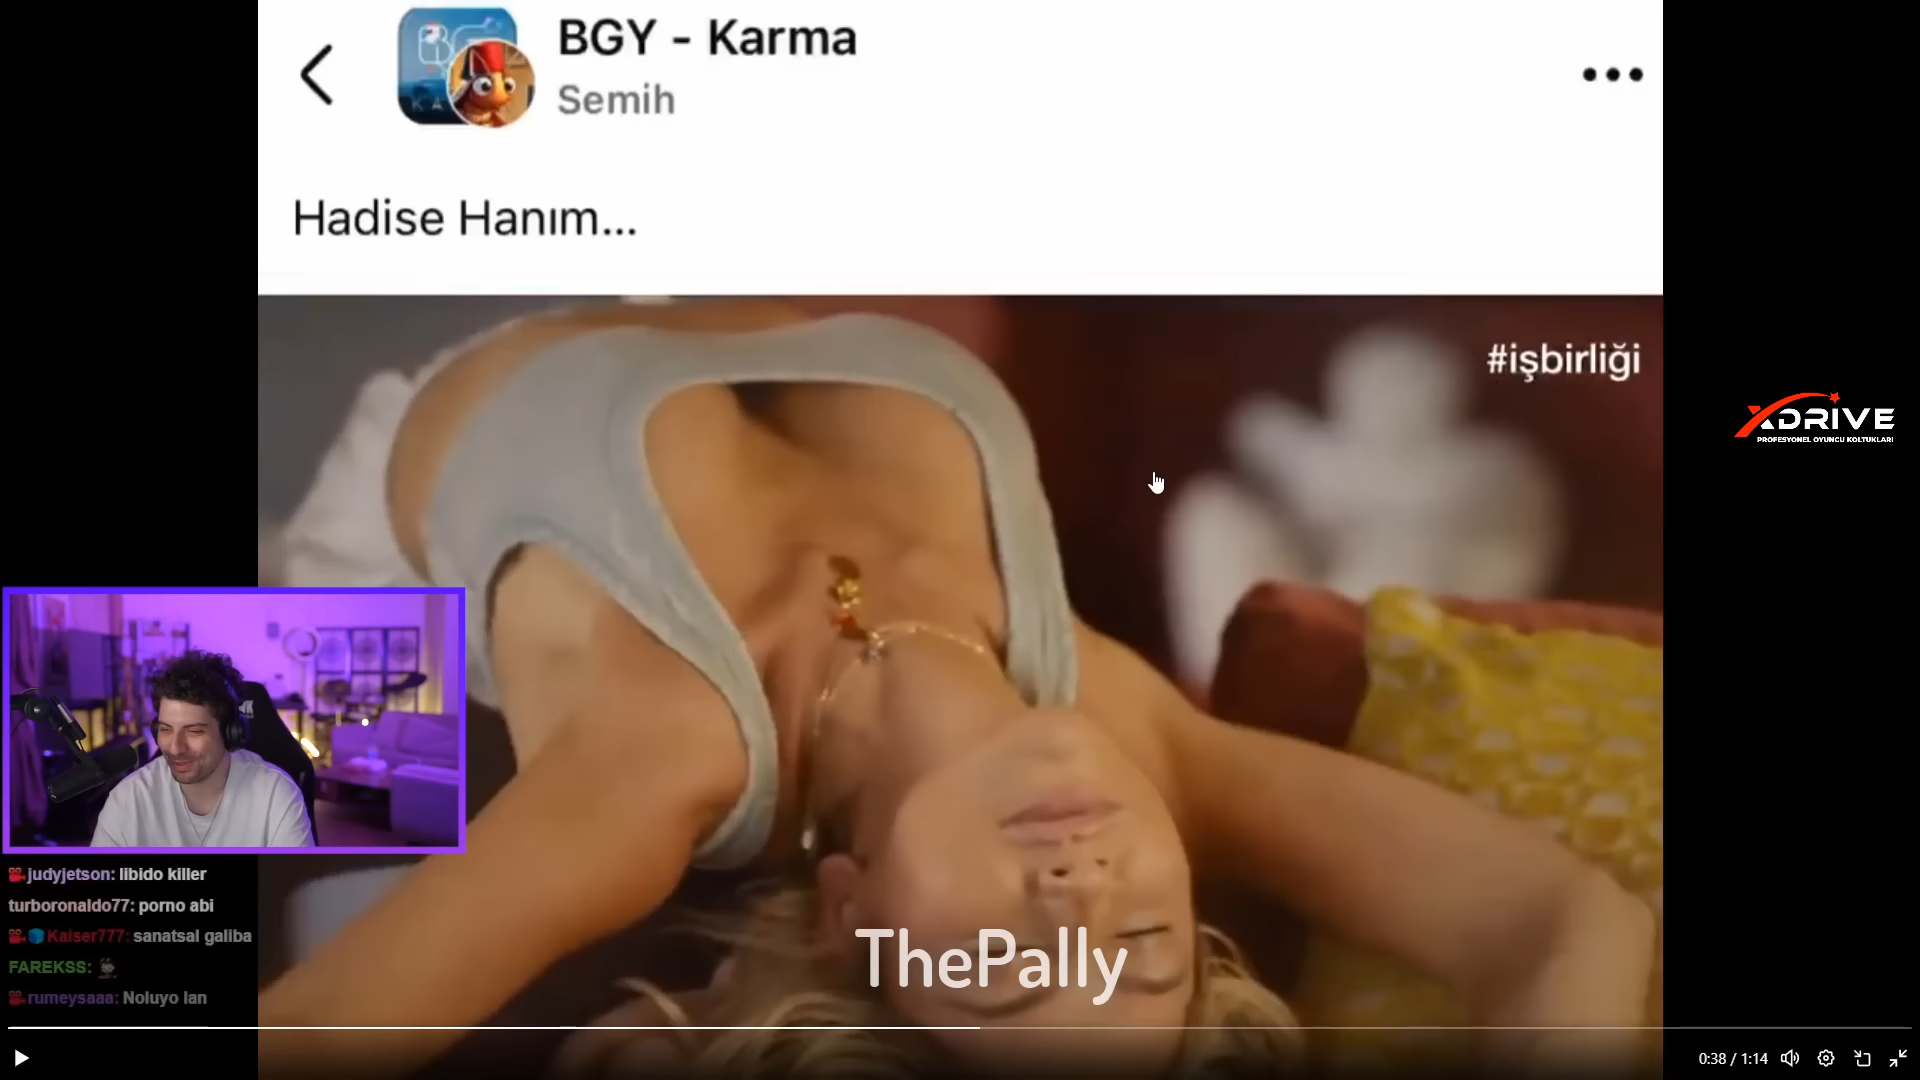 BGY - Karma
Semih
Hadise Hanım...
#işbirliği
XDRIVE
PROFESYONEL OYUNCU KOLTUKLARI
judyjetson: libido killer
turboronaldo77: porno abi
Kaiser777: sanatsal galiba
FAREKSS:
rumeysaaa: Noluyo lan
ThePally
0:38 / 1:14